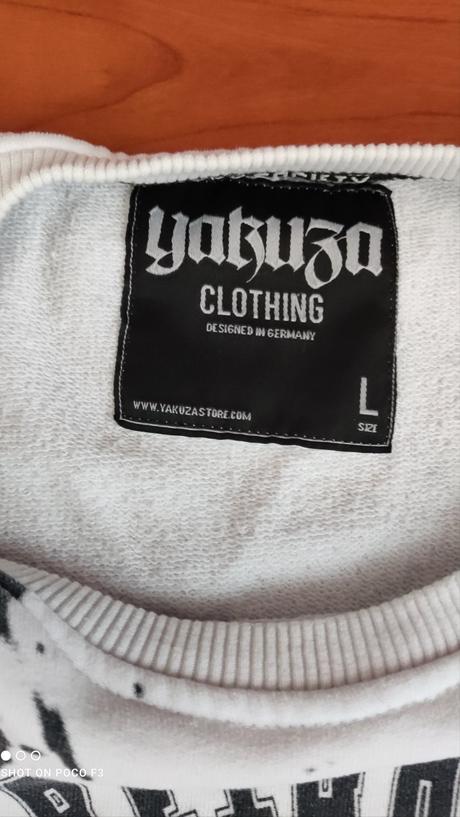 yakuza
CLOTHING
DESIGNED IN GERMANY
WWW.YAKUZASTORE.COM
L
SIZE
SHOT ON POCO F3